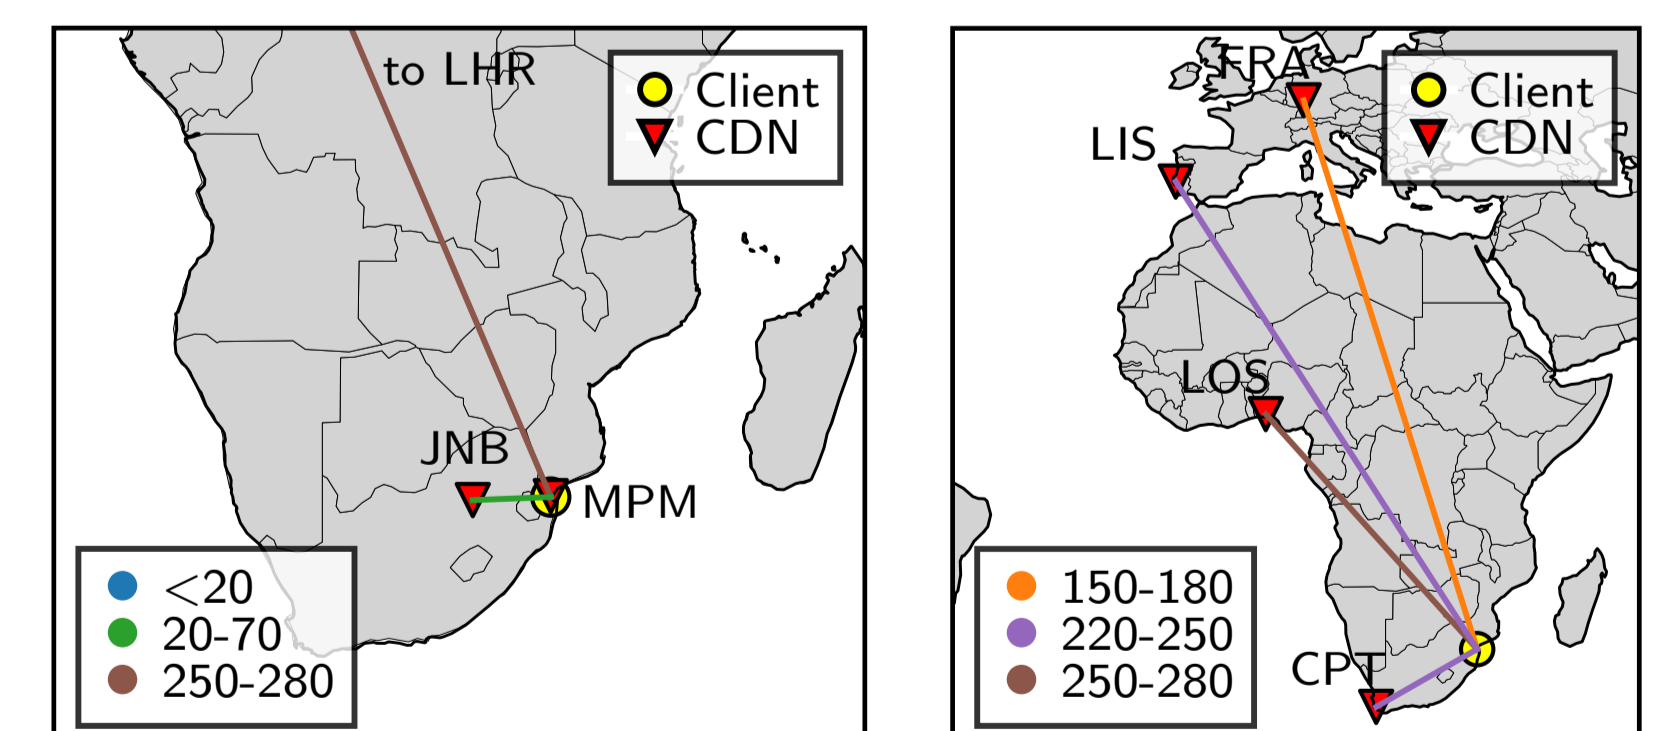 to LHR
Client
CDN
JNB
MPM
<20
20-70
250-280
FRA
Client
CDN
LIS
LOS
CPT
150-180
220-250
250-280